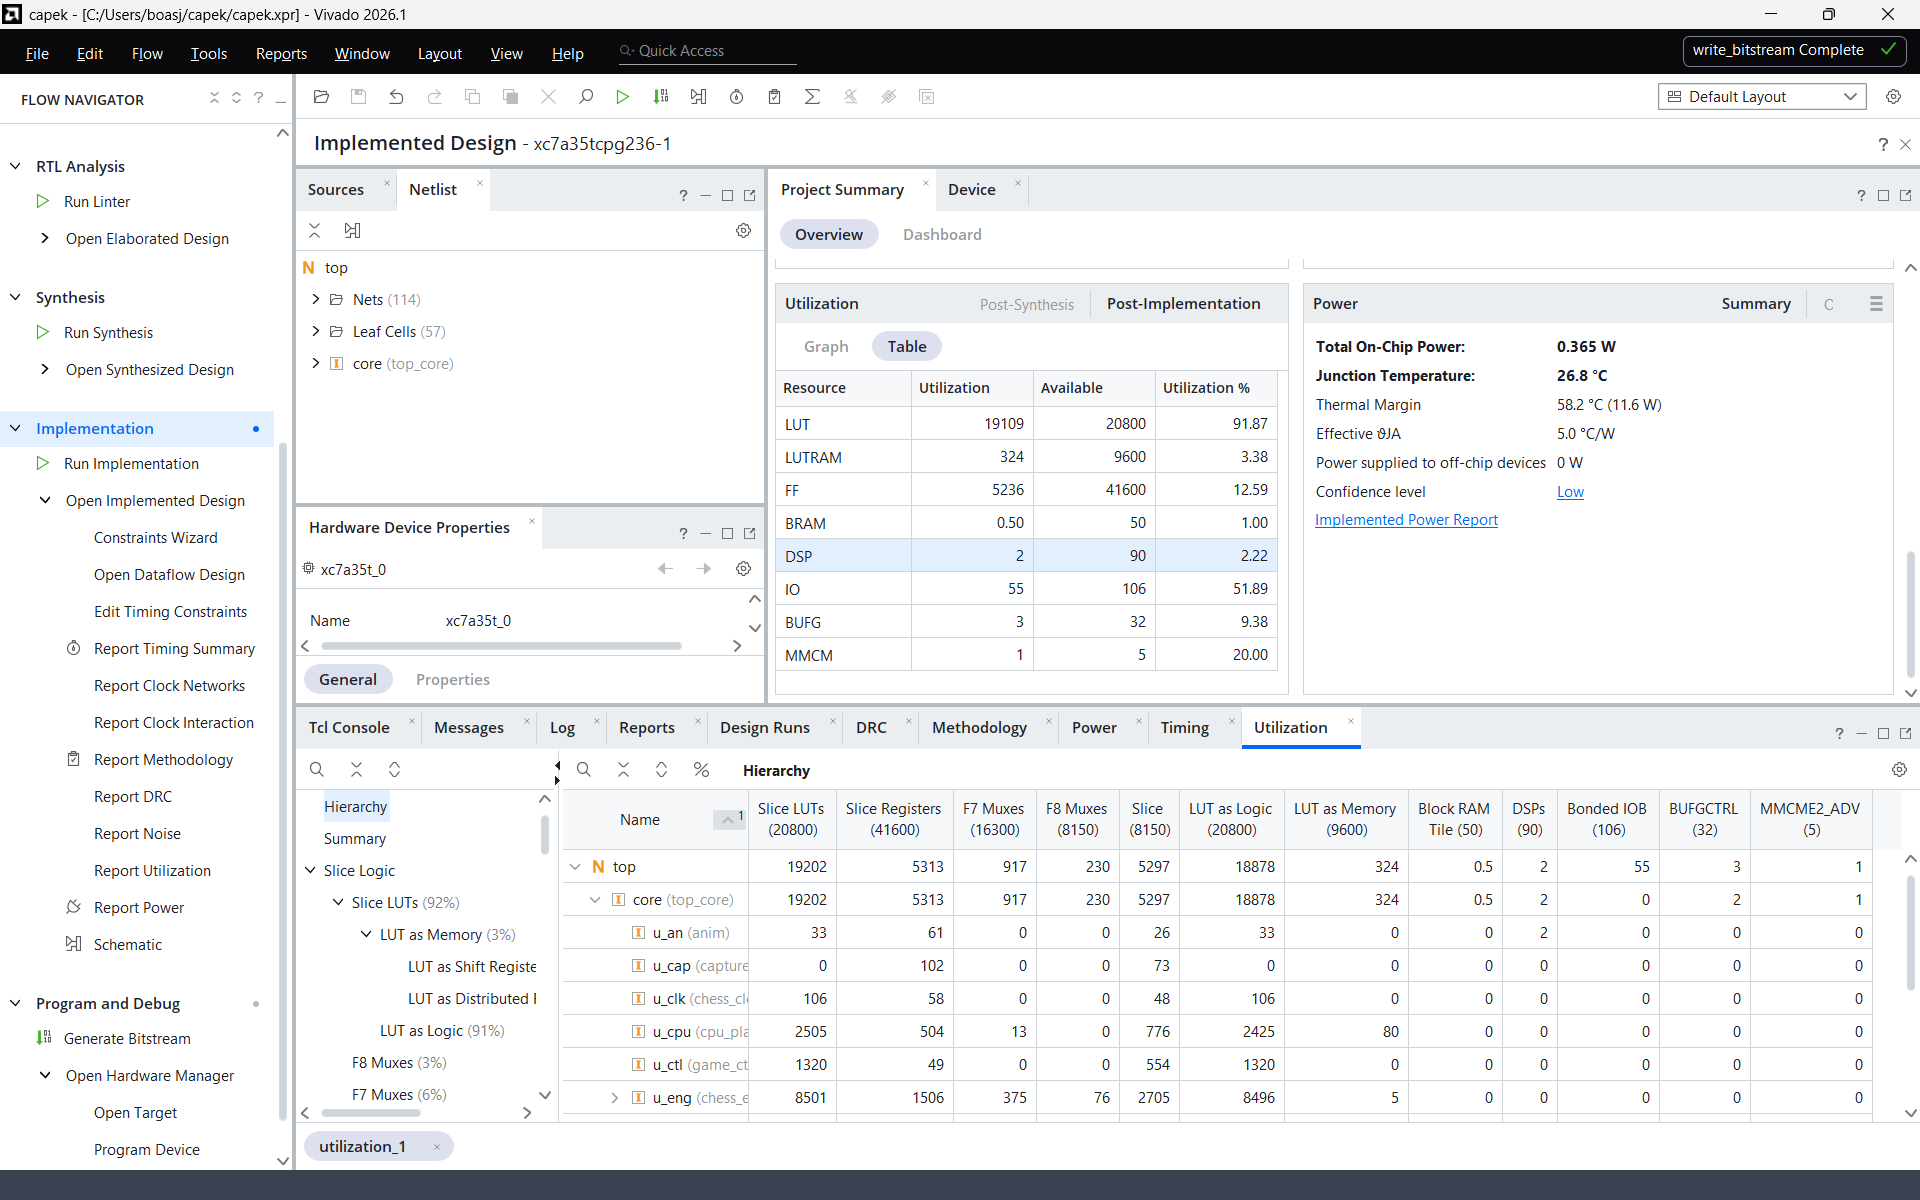 capek - [C:/Users/boasj/capek/capek.xpr] - Vivado 2026.1
File Edit Flow Tools Reports Window Layout View Help Quick Access
write_bitstream Complete
FLOW NAVIGATOR
Default Layout
Implemented Design - xc7a35tcpg236-1
RTL Analysis
Run Linter
Open Elaborated Design
Synthesis
Run Synthesis
Open Synthesized Design
Implementation
Run Implementation
Open Implemented Design
Constraints Wizard
Open Dataflow Design
Edit Timing Constraints
Report Timing Summary
Report Clock Networks
Report Clock Interaction
Report Methodology
Report DRC
Report Noise
Report Utilization
Report Power
Schematic
Program and Debug
Generate Bitstream
Open Hardware Manager
Open Target
Program Device
Sources Netlist
N top
Nets (114)
Leaf Cells (57)
core (top_core)
Hardware Device Properties
xc7a35t_0
Name xc7a35t_0
General Properties
Project Summary Device
Overview Dashboard
Utilization Post-Synthesis Post-Implementation
Graph Table
Resource Utilization Available Utilization %
LUT 19109 20800 91.87
LUTRAM 324 9600 3.38
FF 5236 41600 12.59
BRAM 0.50 50 1.00
DSP 2 90 2.22
IO 55 106 51.89
BUFG 3 32 9.38
MMCM 1 5 20.00
Power Summary
Total On-Chip Power: 0.365 W
Junction Temperature: 26.8 °C
Thermal Margin 58.2 °C (11.6 W)
Effective ϑJA 5.0 °C/W
Power supplied to off-chip devices 0 W
Confidence level Low
Implemented Power Report
Tcl Console Messages Log Reports Design Runs DRC Methodology Power Timing Utilization
Hierarchy
Summary
Slice Logic
Slice LUTs (92%)
LUT as Memory (3%)
LUT as Shift Registe
LUT as Distributed
LUT as Logic (91%)
F8 Muxes (3%)
F7 Muxes (6%)
Hierarchy
Name 1 Slice LUTs (20800) Slice Registers (41600) F7 Muxes (16300) F8 Muxes (8150) Slice (8150) LUT as Logic (20800) LUT as Memory (9600) Block RAM Tile (50) DSPs (90) Bonded IOB (106) BUFGCTRL (32) MMCME2_ADV (5)
N top 19202 5313 917 230 5297 18878 324 0.5 2 55 3 1
core (top_core) 19202 5313 917 230 5297 18878 324 0.5 2 0 2 1
u_an (anim) 33 61 0 0 26 33 0 0 2 0 0 0
u_cap (capture 0 102 0 0 73 0 0 0 0 0 0 0
u_clk (chess_cl 106 58 0 0 48 106 0 0 0 0 0 0
u_cpu (cpu_pla 2505 504 13 0 776 2425 80 0 0 0 0 0
u_ctl (game_ct 1320 49 0 0 554 1320 0 0 0 0 0 0
u_eng (chess_e 8501 1506 375 76 2705 8496 5 0 0 0 0 0
utilization_1